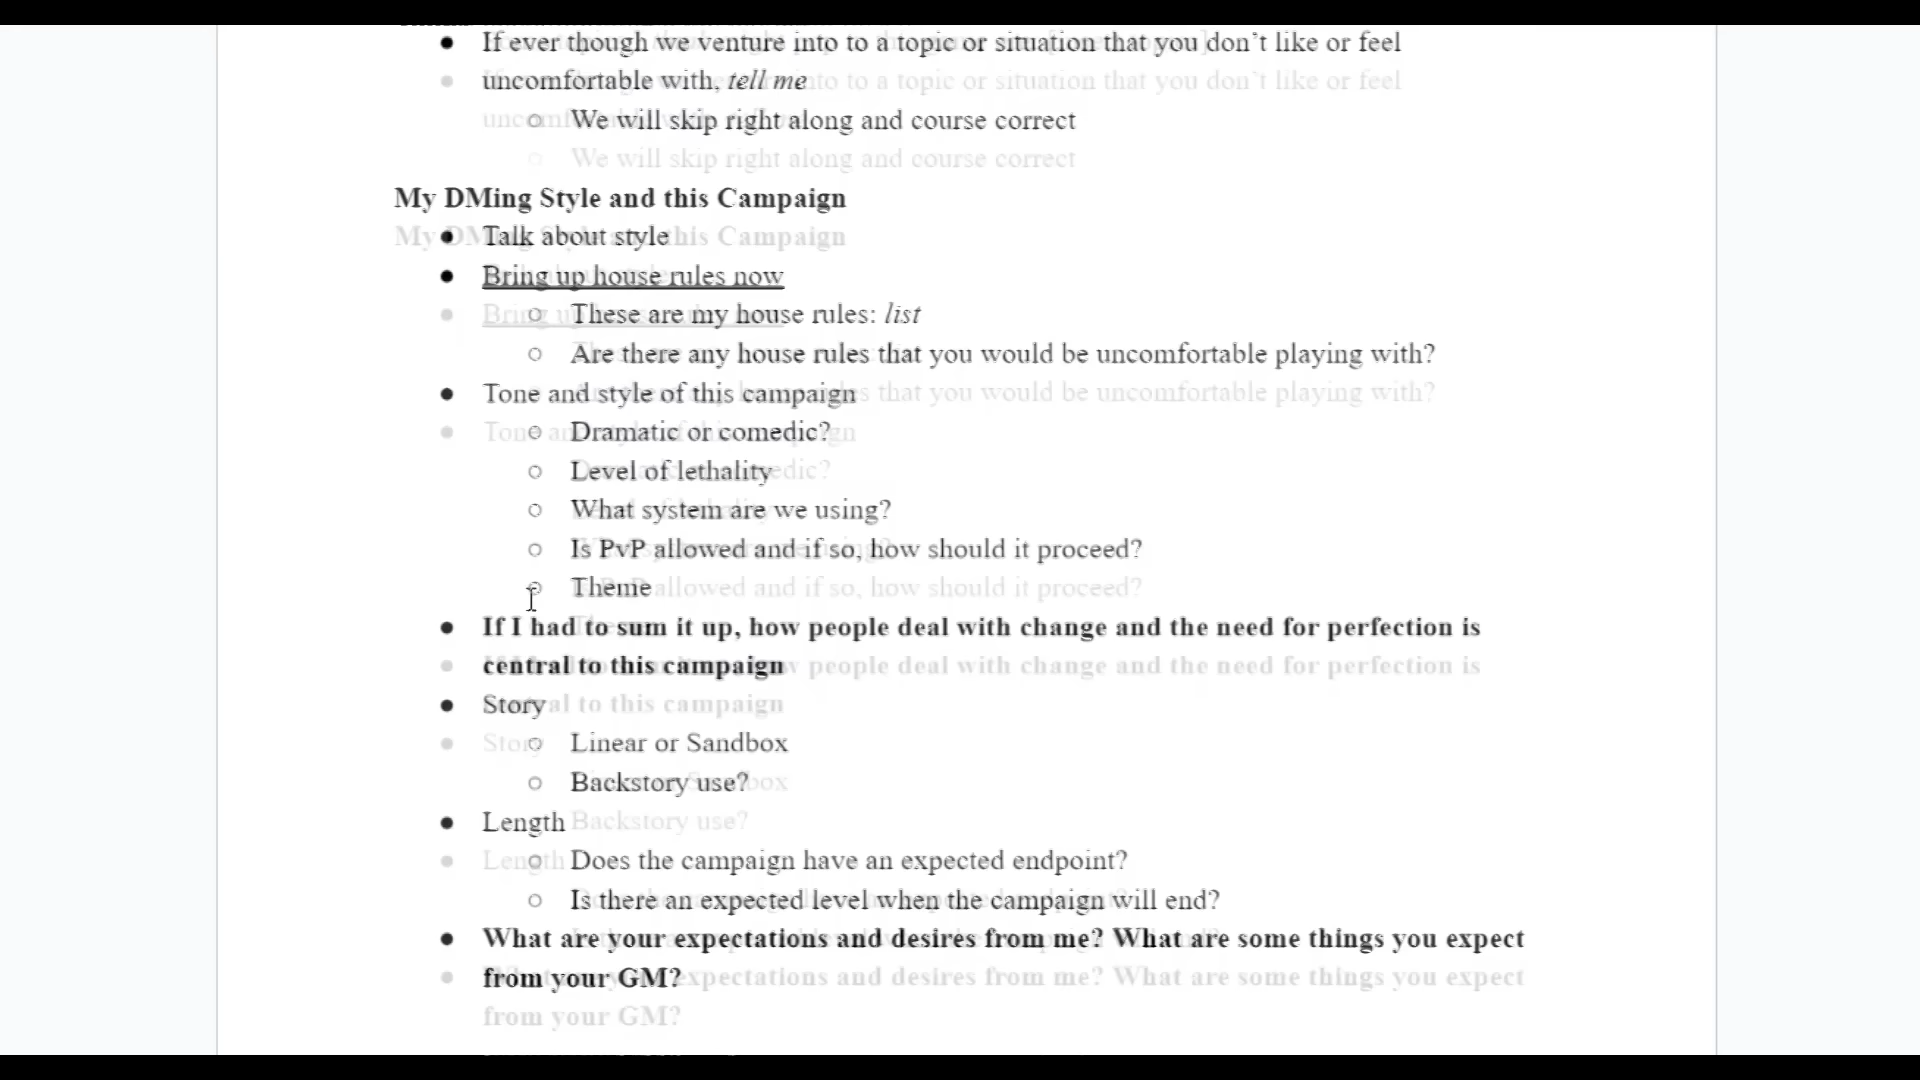 If ever though we venture into to a topic or situation that you don’t like or feel
uncomfortable with, tell me
We will skip right along and course correct
My DMing Style and this Campaign
Talk about style
Bring up house rules now
These are my house rules: list
Are there any house rules that you would be uncomfortable playing with?
Tone and style of this campaign
Dramatic or comedic?
Level of lethality
What system are we using?
Is PvP allowed and if so, how should it proceed?
Theme
If I had to sum it up, how people deal with change and the need for perfection is
central to this campaign
Story
Linear or Sandbox
Backstory use?
Length
Does the campaign have an expected endpoint?
Is there an expected level when the campaign will end?
What are your expectations and desires from me? What are some things you expect
from your GM?